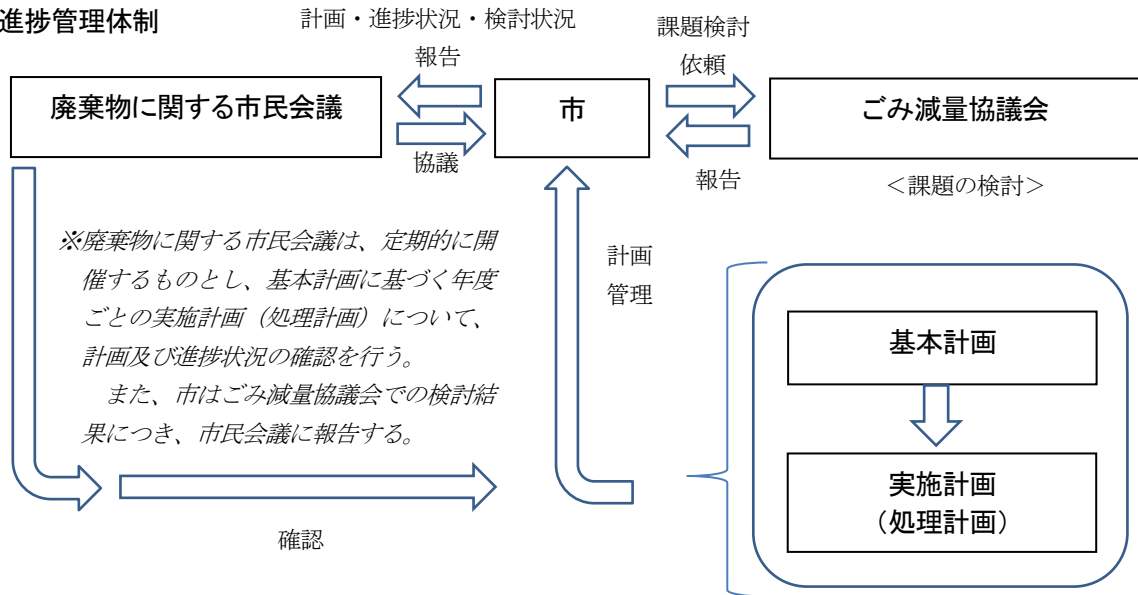 進捗管理体制
計画・進捗状況・検討状況
報告
課題検討
依頼
廃棄物に関する市民会議
市
ごみ減量協議会
協議
報告
＜課題の検討＞
※廃棄物に関する市民会議は、定期的に開
催するものとし、基本計画に基づく年度
ごとの実施計画（処理計画）について、
計画及び進捗状況の確認を行う。
また、市はごみ減量協議会での検討結
果につき、市民会議に報告する。
計画
管理
基本計画
実施計画
（処理計画）
確認